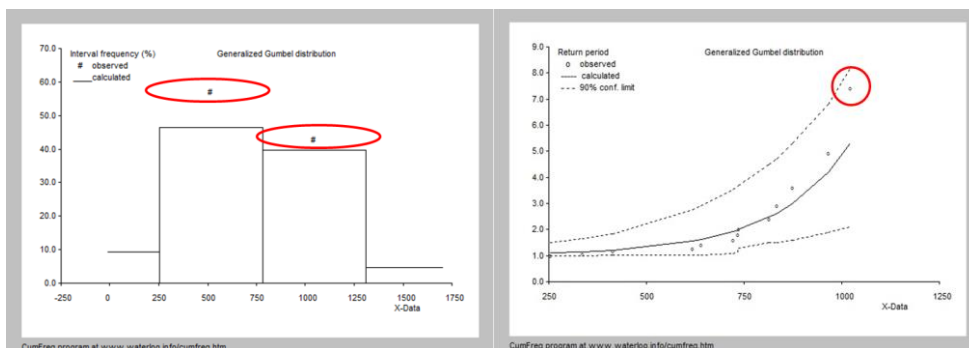 Interval frequency (%)
# observed
calculated
Generalized Gumbel distribution
#
#
70.0
60.0
50.0
40.0
30.0
20.0
10.0
0.0
-250 0 250 500 750 1000 1250 1500 1750
X-Data
CumFreq program at www.waterlog.info/cumfreq.htm
Return period
o observed
calculated
90% conf. limit
Generalized Gumbel distribution
9.0
8.0
7.0
6.0
5.0
4.0
3.0
2.0
1.0
0.0
250 500 750 1000 1250
X-Data
CumFreq program at www.waterlog.info/cumfreq.htm